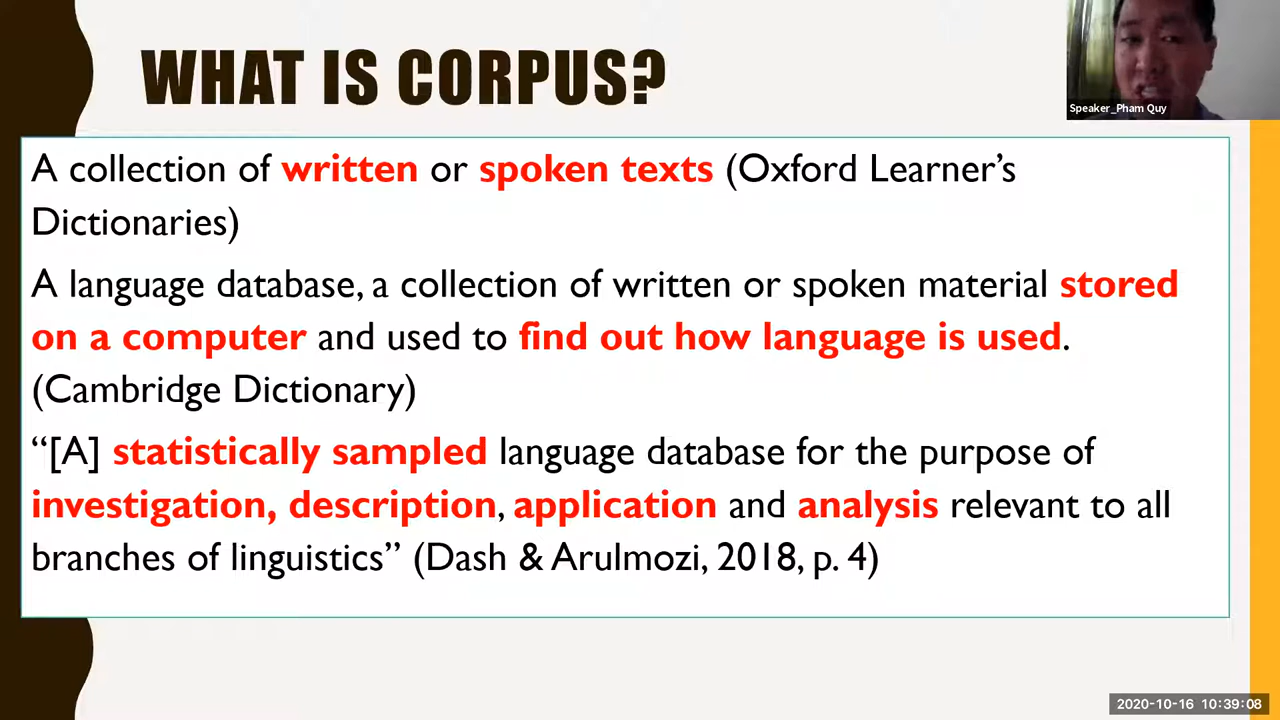 WHAT IS CORPUS?
Speaker_Pham Quy
A collection of written or spoken texts (Oxford Learner’s
Dictionaries)
A language database, a collection of written or spoken material stored
on a computer and used to find out how language is used.
(Cambridge Dictionary)
“[A] statistically sampled language database for the purpose of
investigation, description, application and analysis relevant to all
branches of linguistics” (Dash & Arulmozi, 2018, p. 4)
2020-10-16 10:39:08